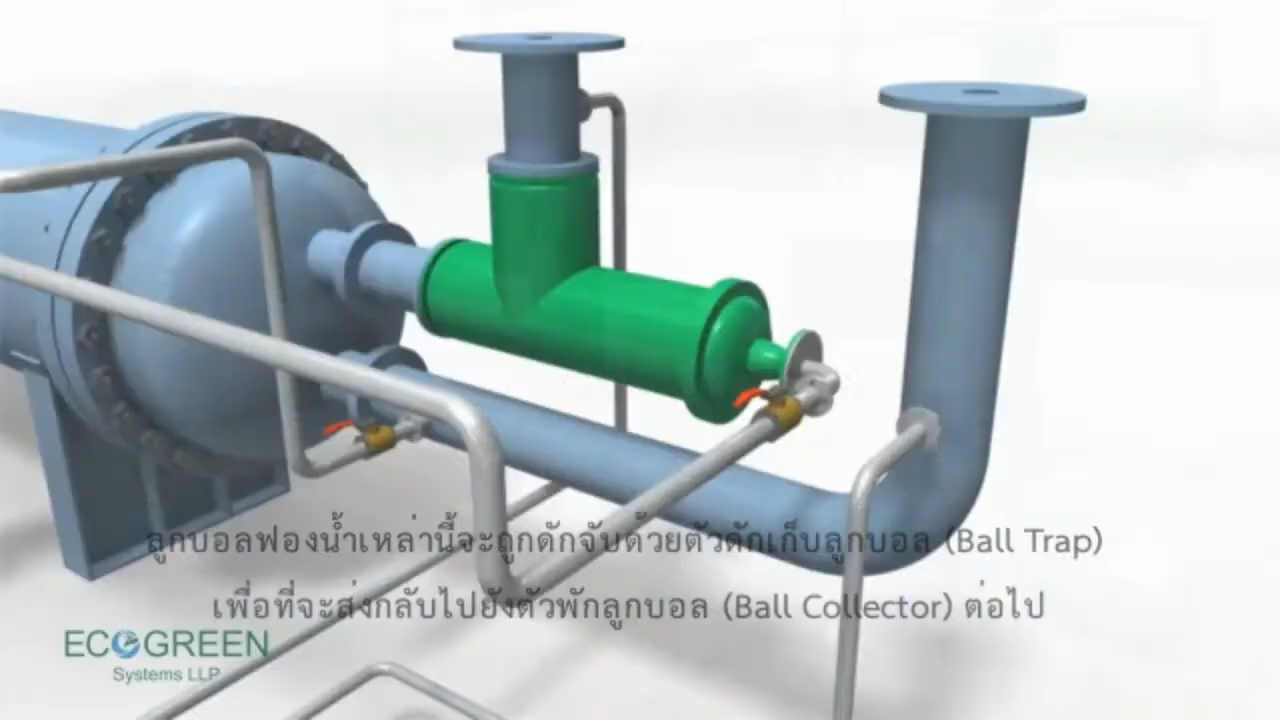 ลูกบอลฟองน้ำเหล่านี้จะถูกดักจับด้วยตัวดักเก็บลูกบอล (Ball Trap)
เพื่อที่จะส่งกลับไปยังตัวพักลูกบอล (Ball Collector) ต่อไป
ECOGREEN
Systems LLP